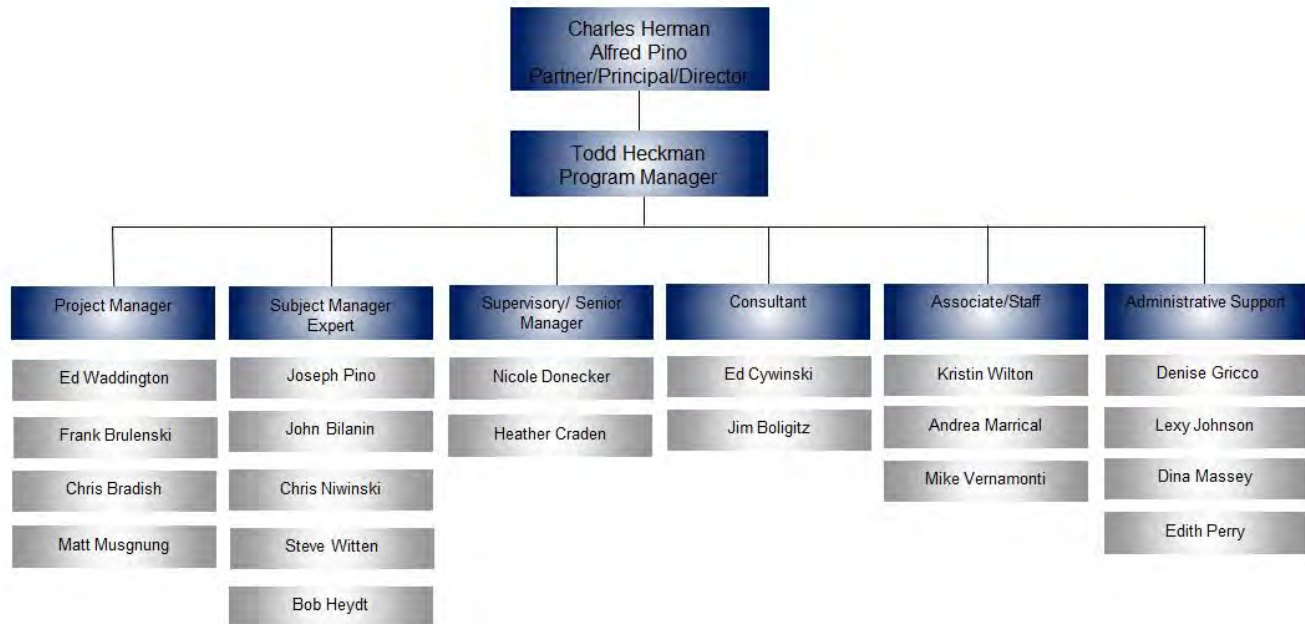 Charles Herman
Alfred Pino
Partner/Principal/Director
Todd Heckman
Program Manager
Project Manager
Ed Waddington
Frank Brulenski
Chris Bradish
Matt Musgnung
Subject Manager
Expert
Joseph Pino
John Bilanin
Chris Niwinski
Steve Witten
Bob Heydt
Supervisory/ Senior
Manager
Nicole Donecker
Heather Craden
Consultant
Ed Cywinski
Jim Boligitz
Associate/Staff
Kristin Wilton
Andrea Marrical
Mike Vernamonti
Administrative Support
Denise Gricco
Lexy Johnson
Dina Massey
Edith Perry